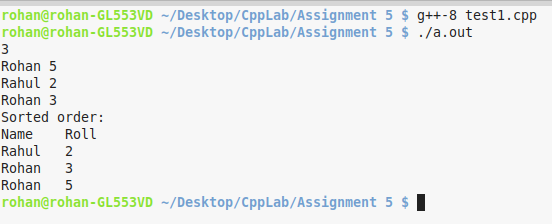 rohan@rohan-GL553VD ~/Desktop/CppLab/Assignment 5 $ g++-8 test1.cpp
rohan@rohan-GL553VD ~/Desktop/CppLab/Assignment 5 $ ./a.out
3
Rohan 5
Rahul 2
Rohan 3
Sorted order:
Name    Roll
Rahul   2
Rohan   3
Rohan   5
rohan@rohan-GL553VD ~/Desktop/CppLab/Assignment 5 $